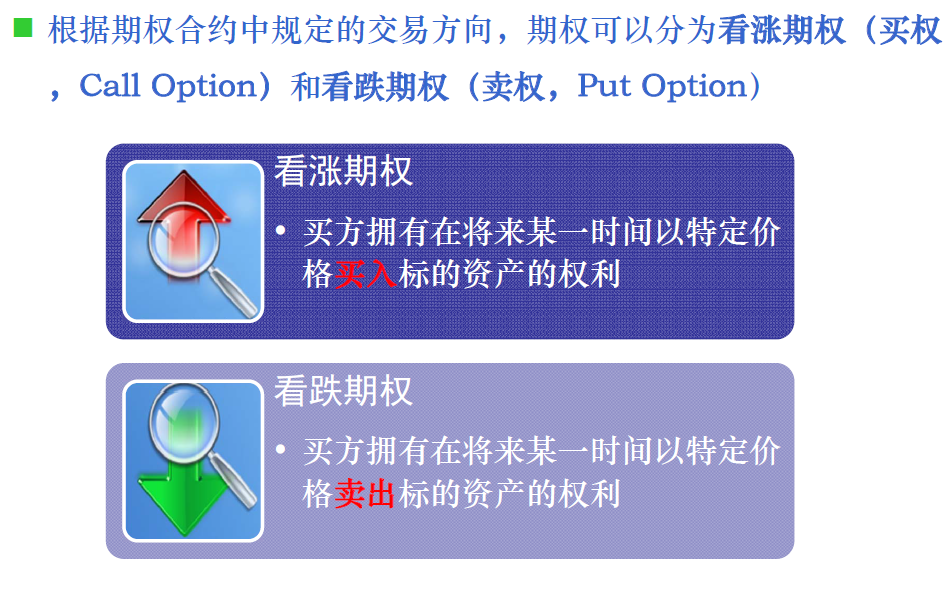 根据期权合约中规定的交易方向，期权可以分为看涨期权（买权
，Call Option）和看跌期权（卖权，Put Option）
看涨期权
• 买方拥有在将来某一时间以特定价
格买入标的资产的权利
看跌期权
• 买方拥有在将来某一时间以特定价
格卖出标的资产的权利